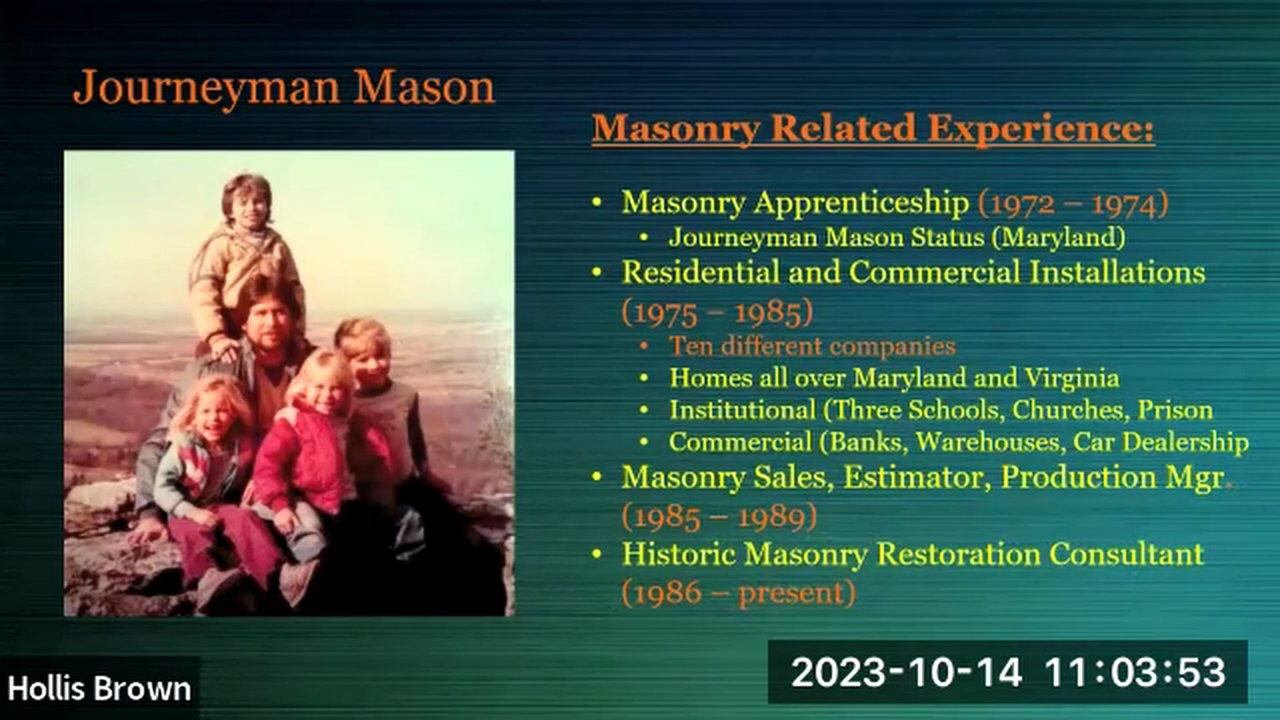 Journeyman Mason
Masonry Related Experience:
• Masonry Apprenticeship (1972 – 1974)
• Journeyman Mason Status (Maryland)
• Residential and Commercial Installations
(1975 – 1985)
• Ten different companies
• Homes all over Maryland and Virginia
• Institutional (Three Schools, Churches, Prison
• Commercial (Banks, Warehouses, Car Dealership
• Masonry Sales, Estimator, Production Mgr.
(1985 – 1989)
• Historic Masonry Restoration Consultant
(1986 – present)
Hollis Brown
2023-10-14 11:03:53